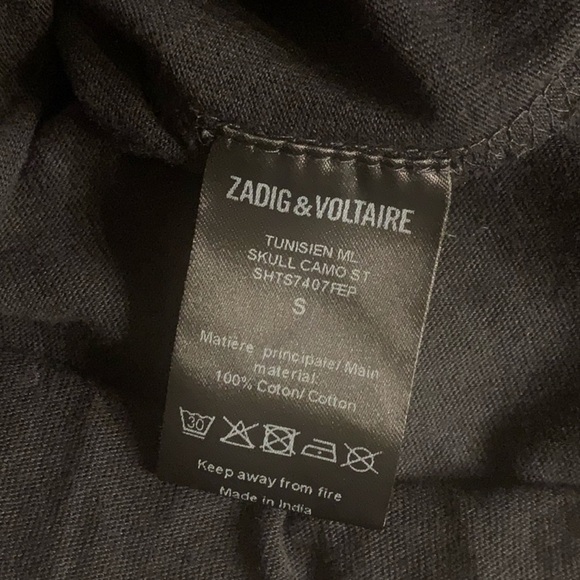 ZADIG & VOLTAIRE
TUNISIEN ML
SKULL CAMO ST
SHTS7407FEP
S
Matière principale/ Main
material:
100% Coton/ Cotton
30
Keep away from fire
Made in India